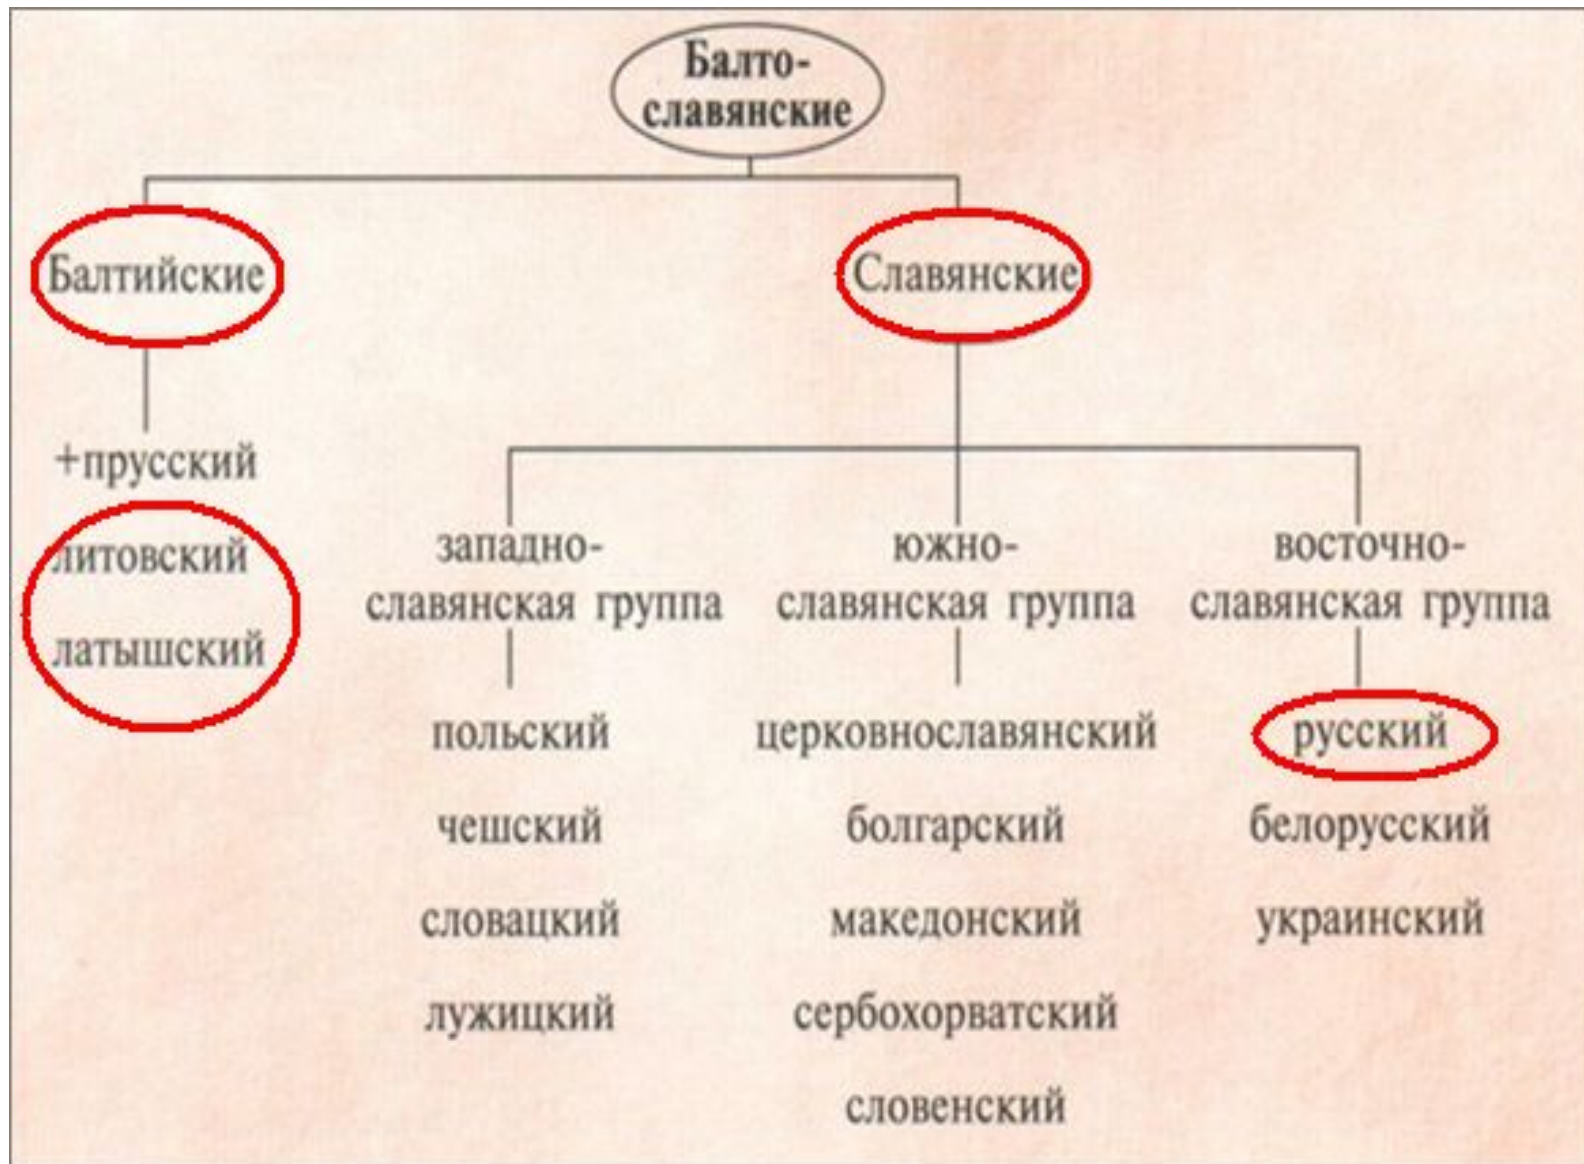 Балто-
славянские
Балтийские
Славянские
+прусский
литовский
латышский
западно-
славянская группа
польский
чешский
словацкий
лужицкий
южно-
славянская группа
церковнославянский
болгарский
македонский
сербохорватский
словенский
восточно-
славянская группа
русский
белорусский
украинский